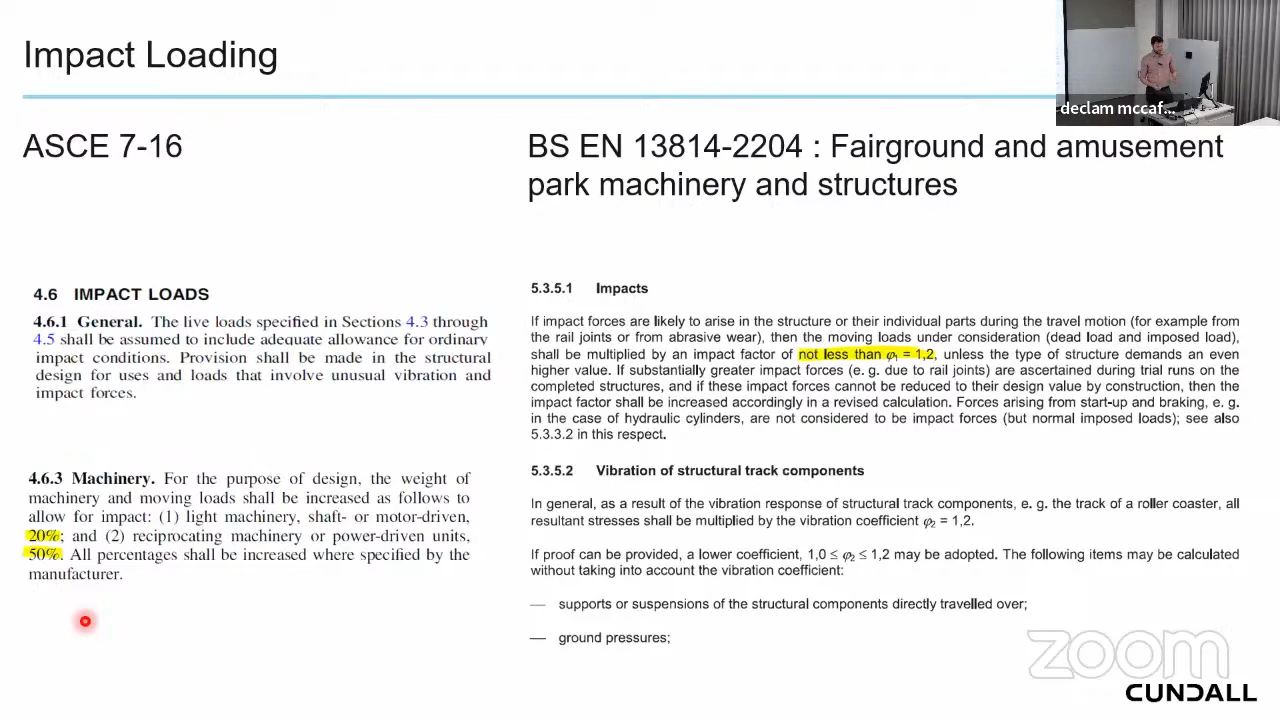 Impact Loading
declam mccaf...
ASCE 7-16
BS EN 13814-2204 : Fairground and amusement
park machinery and structures
4.6 IMPACT LOADS
4.6.1 General. The live loads specified in Sections 4.3 through
4.5 shall be assumed to include adequate allowance for ordinary
impact conditions. Provision shall be made in the structural
design for uses and loads that involve unusual vibration and
impact forces.
4.6.3 Machinery. For the purpose of design, the weight of
machinery and moving loads shall be increased as follows to
allow for impact: (1) light machinery, shaft- or motor-driven,
20%; and (2) reciprocating machinery or power-driven units,
50%. All percentages shall be increased where specified by the
manufacturer.
5.3.5.1 Impacts
If impact forces are likely to arise in the structure or their individual parts during the travel motion (for example from
the rail joints or from abrasive wear), then the moving loads under consideration (dead load and imposed load),
shall be multiplied by an impact factor of not less than φ1 = 1,2, unless the type of structure demands an even
higher value. If substantially greater impact forces (e. g. due to rail joints) are ascertained during trial runs on the
completed structures, and if these impact forces cannot be reduced to their design value by construction, then the
impact factor shall be increased accordingly in a revised calculation. Forces arising from start-up and braking, e. g.
in the case of hydraulic cylinders, are not considered to be impact forces (but normal imposed loads); see also
5.3.3.2 in this respect.
5.3.5.2 Vibration of structural track components
In general, as a result of the vibration response of structural track components, e. g. the track of a roller coaster, all
resultant stresses shall be multiplied by the vibration coefficient φ2 = 1,2.
If proof can be provided, a lower coefficient, 1,0 ≤ φ2 ≤ 1,2 may be adopted. The following items may be calculated
without taking into account the vibration coefficient:
— supports or suspensions of the structural components directly travelled over;
— ground pressures;
zoom
CUNDALL